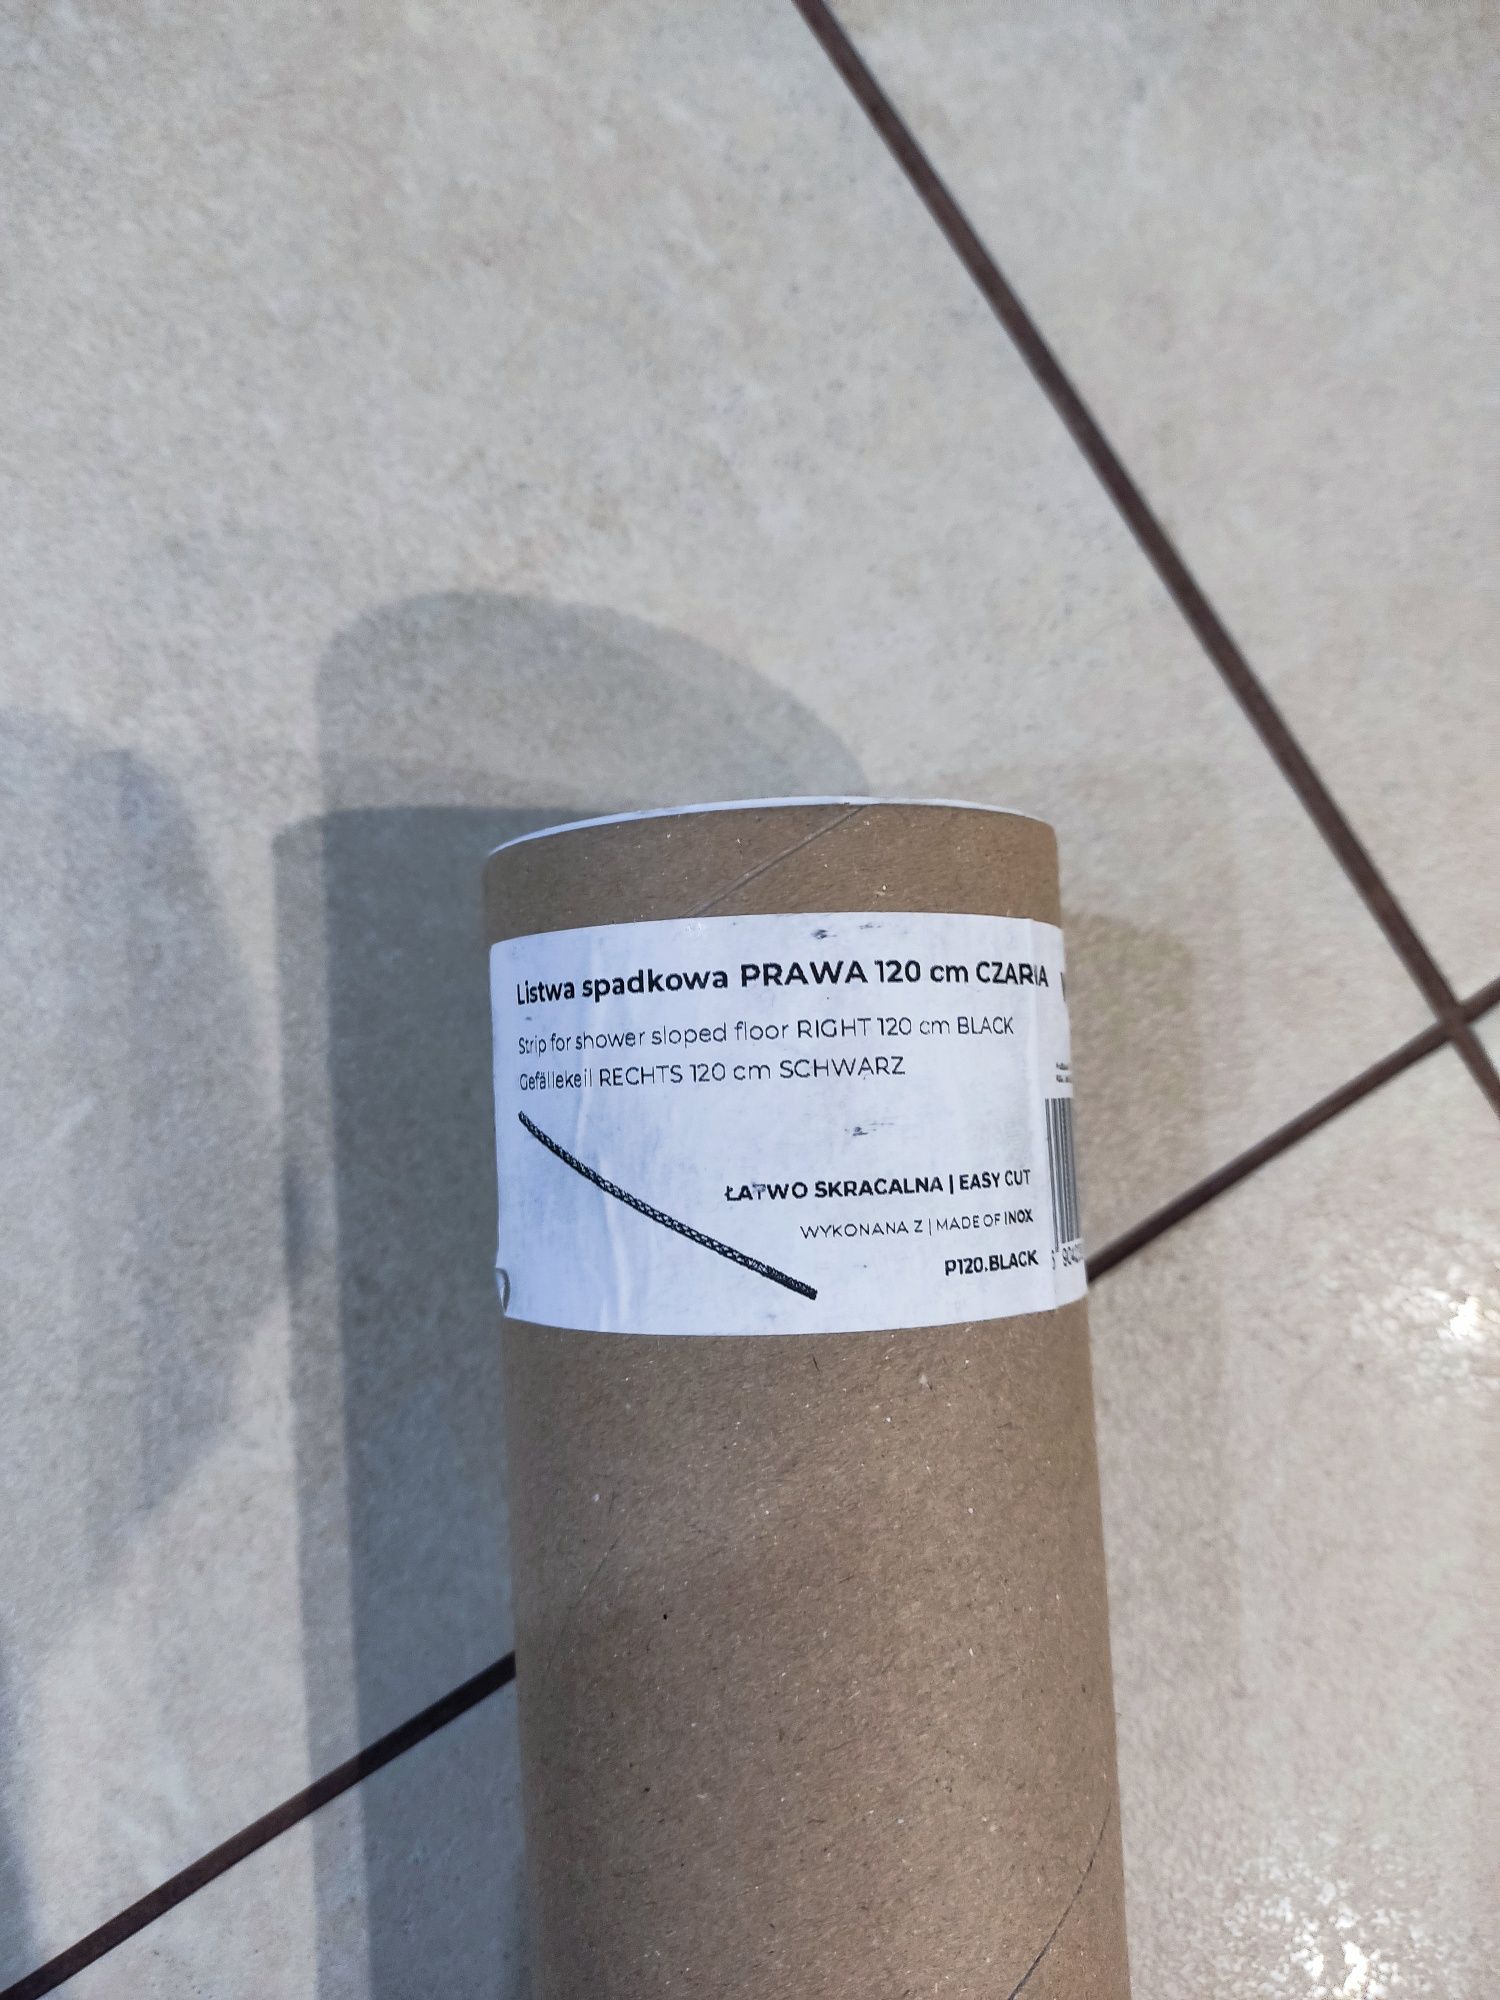 Listwa spadkowa PRAWA 120 cm CZARNA
Strip for shower sloped floor RIGHT 120 cm BLACK
Gefällekeil RECHTS 120 cm SCHWARZ
ŁATWO SKRACALNA | EASY CUT
WYKONANA Z | MADE OF INOX
P120.BLACK